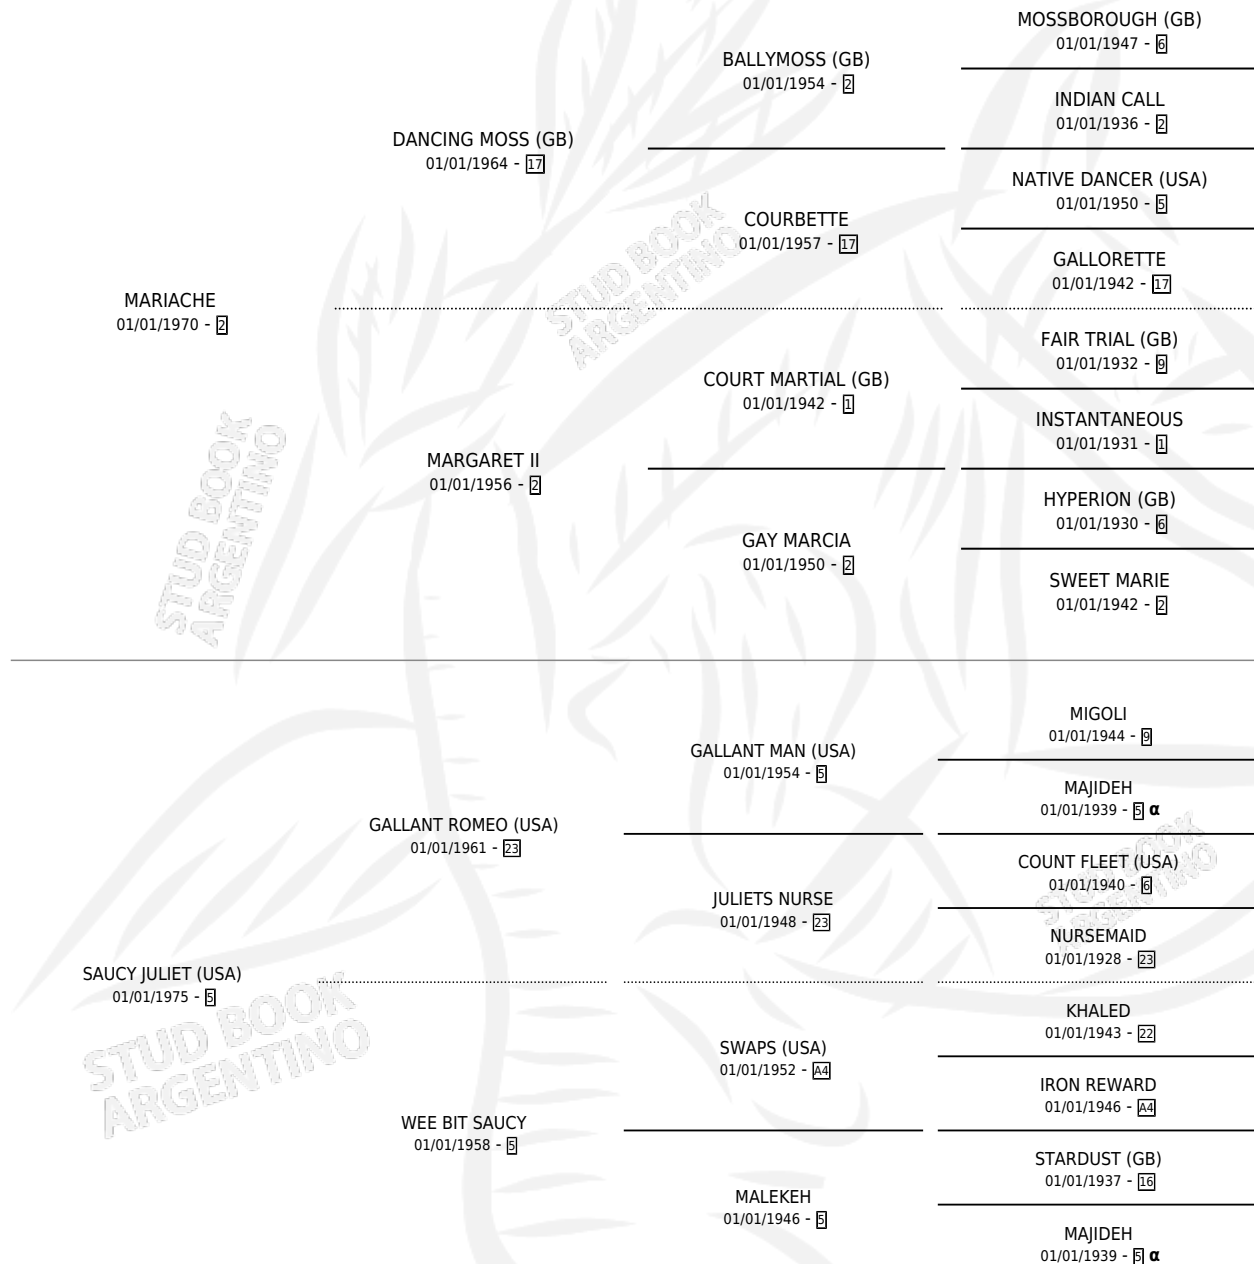 MOSSBOROUGH (GB)
01/01/1947 - 6
BALLYMOSS (GB)
01/01/1954 - 2
INDIAN CALL
01/01/1936 - 2
DANCING MOSS (GB)
01/01/1964 - 17
NATIVE DANCER (USA)
01/01/1950 - 5
COURBETTE
01/01/1957 - 17
GALLORETTE
01/01/1942 - 17
MARIACHE
01/01/1970 - 2
FAIR TRIAL (GB)
01/01/1932 - 9
COURT MARTIAL (GB)
01/01/1942 - 1
INSTANTANEOUS
01/01/1931 - 1
MARGARET II
01/01/1956 - 2
HYPERION (GB)
01/01/1930 - 6
GAY MARCIA
01/01/1950 - 2
SWEET MARIE
01/01/1942 - 2
MIGOLI
01/01/1944 - 9
GALLANT MAN (USA)
01/01/1954 - 5
MAJIDEH
01/01/1939 - 5 α
GALLANT ROMEO (USA)
01/01/1961 - 23
COUNT FLEET (USA)
01/01/1940 - 6
JULIETS NURSE
01/01/1948 - 23
NURSEMAID
01/01/1928 - 23
SAUCY JULIET (USA)
01/01/1975 - 5
KHALED
01/01/1943 - 22
SWAPS (USA)
01/01/1952 - A4
IRON REWARD
01/01/1946 - A4
WEE BIT SAUCY
01/01/1958 - 5
STARDUST (GB)
01/01/1937 - 16
MALEKEH
01/01/1946 - 5
MAJIDEH
01/01/1939 - 5 α
STUD BOOK
ARGENTINO
STUD BOOK
ARGENTINO
STUD BOOK
ARGENTINO
STUD BOOK
ARGENTINO